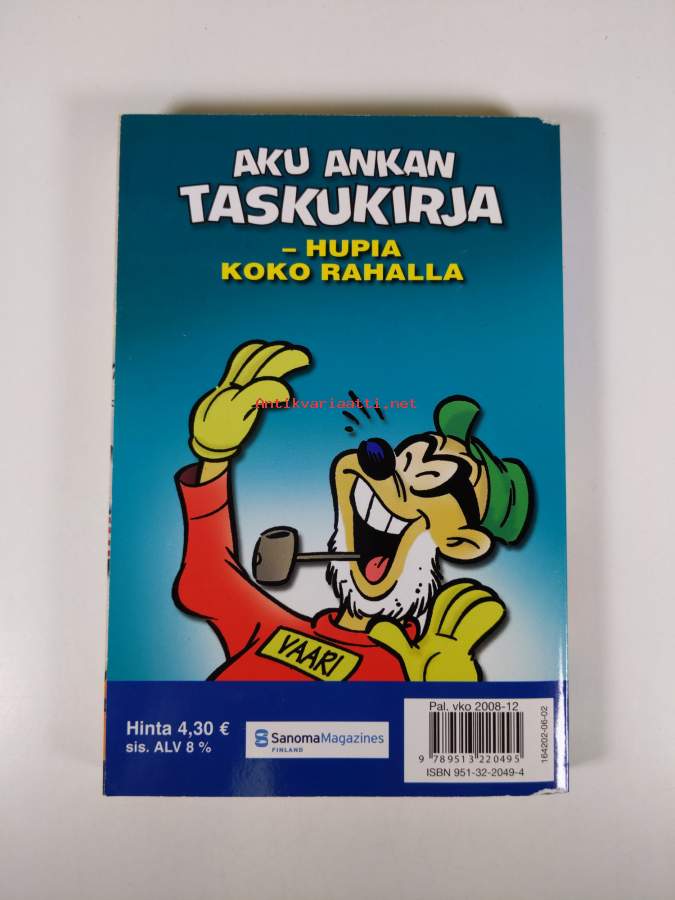 AKU ANKAN
TASKUKIRJA
– HUPIA
KOKO RAHALLA
Antikvariaatti.net
VAARI
Hinta 4,30 €
sis. ALV 8 %
SanomaMagazines
FINLAND
Pal. vko 2008-12
9 789513 220495
ISBN 951-32-2049-4
164202-06-02